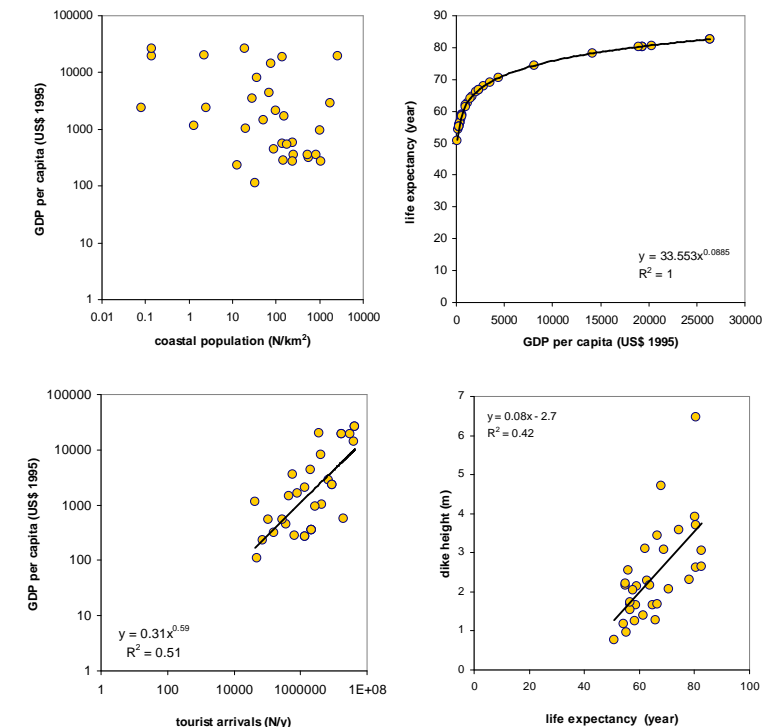 100000
10000
1000
100
10
1
GDP per capita (US$ 1995)
0.01 0.1 1 10 100 1000 10000
coastal population (N/km²)
90
80
70
60
50
40
30
20
10
0
life expectancy (year)
y = 33.553x^0.0885
R² = 1
0 5000 10000 15000 20000 25000 30000
GDP per capita (US$ 1995)
100000
10000
1000
100
10
1
GDP per capita (US$ 1995)
y = 0.31x^0.59
R² = 0.51
1 100 10000 1000000 1E+08
tourist arrivals (N/y)
7
6
5
4
3
2
1
0
dike height (m)
y = 0.08x - 2.7
R² = 0.42
0 20 40 60 80 100
life expectancy (year)